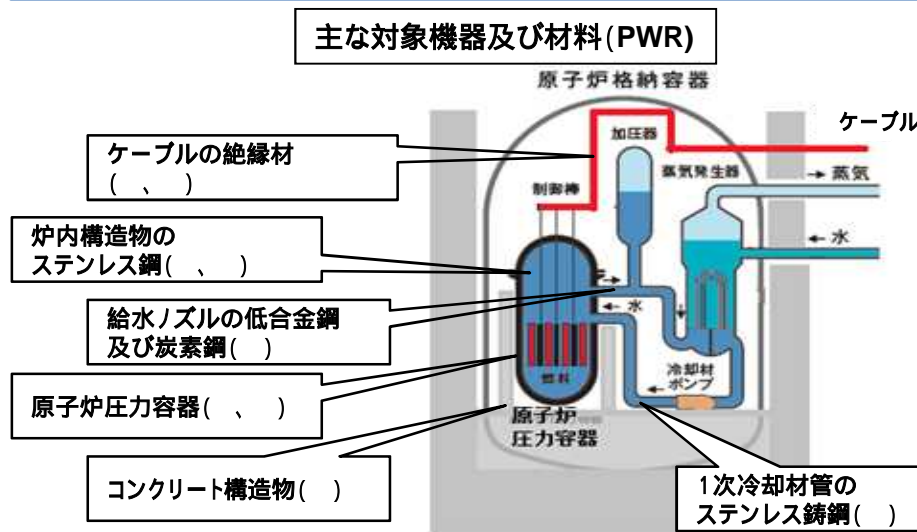 主な対象機器及び材料(PWR)
原子炉格納容器
ケーブル
加圧器
ケーブルの絶縁材
(　、　)
蒸気発生器
→ 蒸気
制御棒
炉内構造物の
ステンレス鋼(　、　)
← 水
給水ノズルの低合金鋼
及び炭素鋼(　)
← 水
冷却材
ポンプ
燃料
原子炉圧力容器(　、　)
原子炉
圧力容器
コンクリート構造物(　)
1次冷却材管の
ステンレス鋳鋼(　)